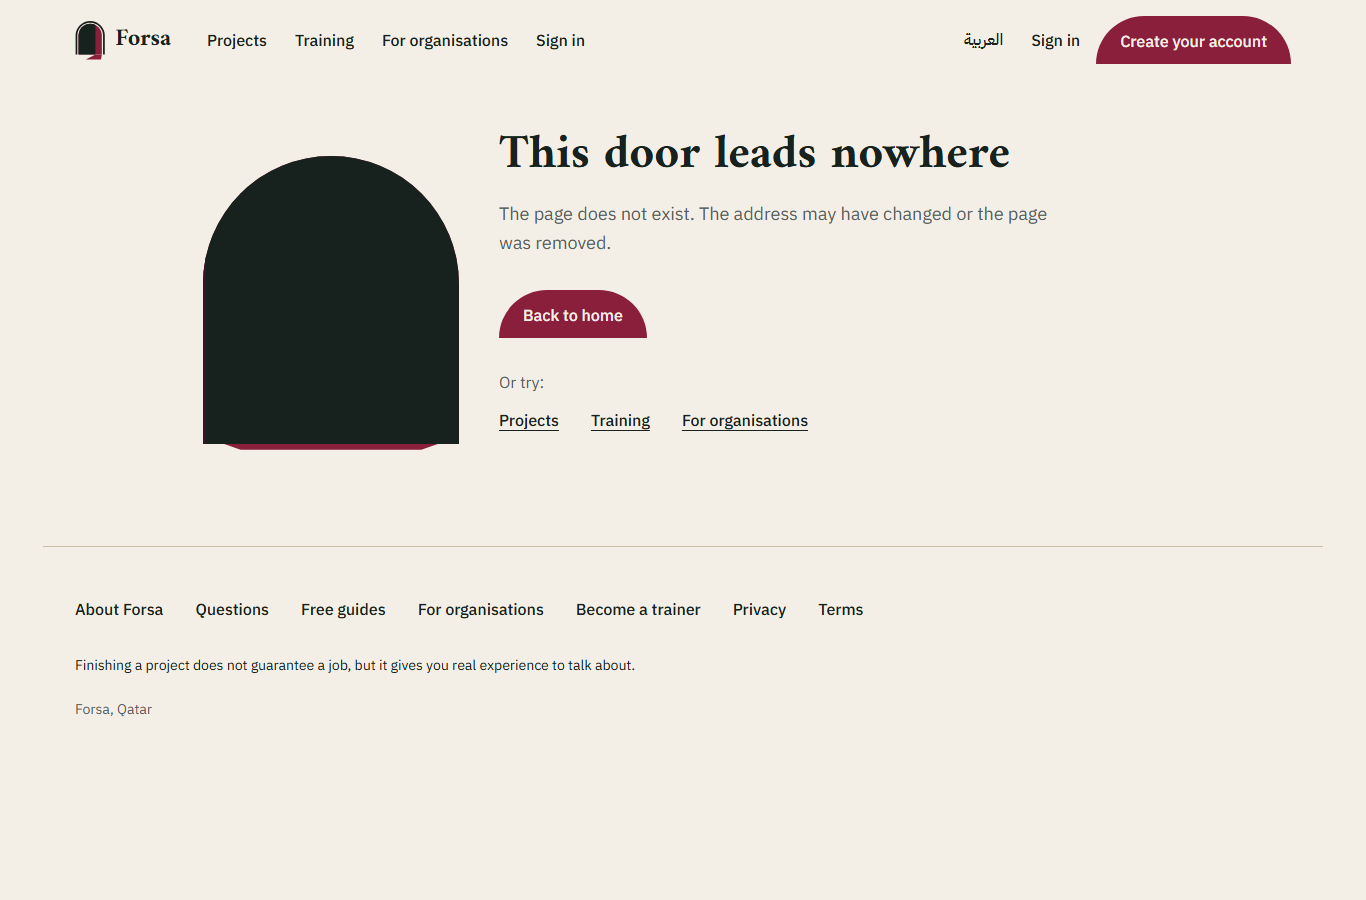 Forsa
Projects
Training
For organisations
Sign in
العربية
Sign in
Create your account
This door leads nowhere
The page does not exist. The address may have changed or the page
was removed.
Back to home
Or try:
Projects
Training
For organisations
About Forsa
Questions
Free guides
For organisations
Become a trainer
Privacy
Terms
Finishing a project does not guarantee a job, but it gives you real experience to talk about.
Forsa, Qatar